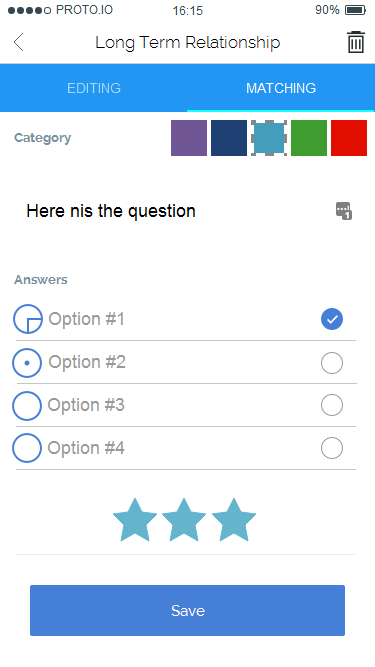 PROTO.IO 16:15 90%
Long Term Relationship
EDITING MATCHING
Category
Here nis the question
1
Answers
Option #1
Option #2
Option #3
Option #4
Save